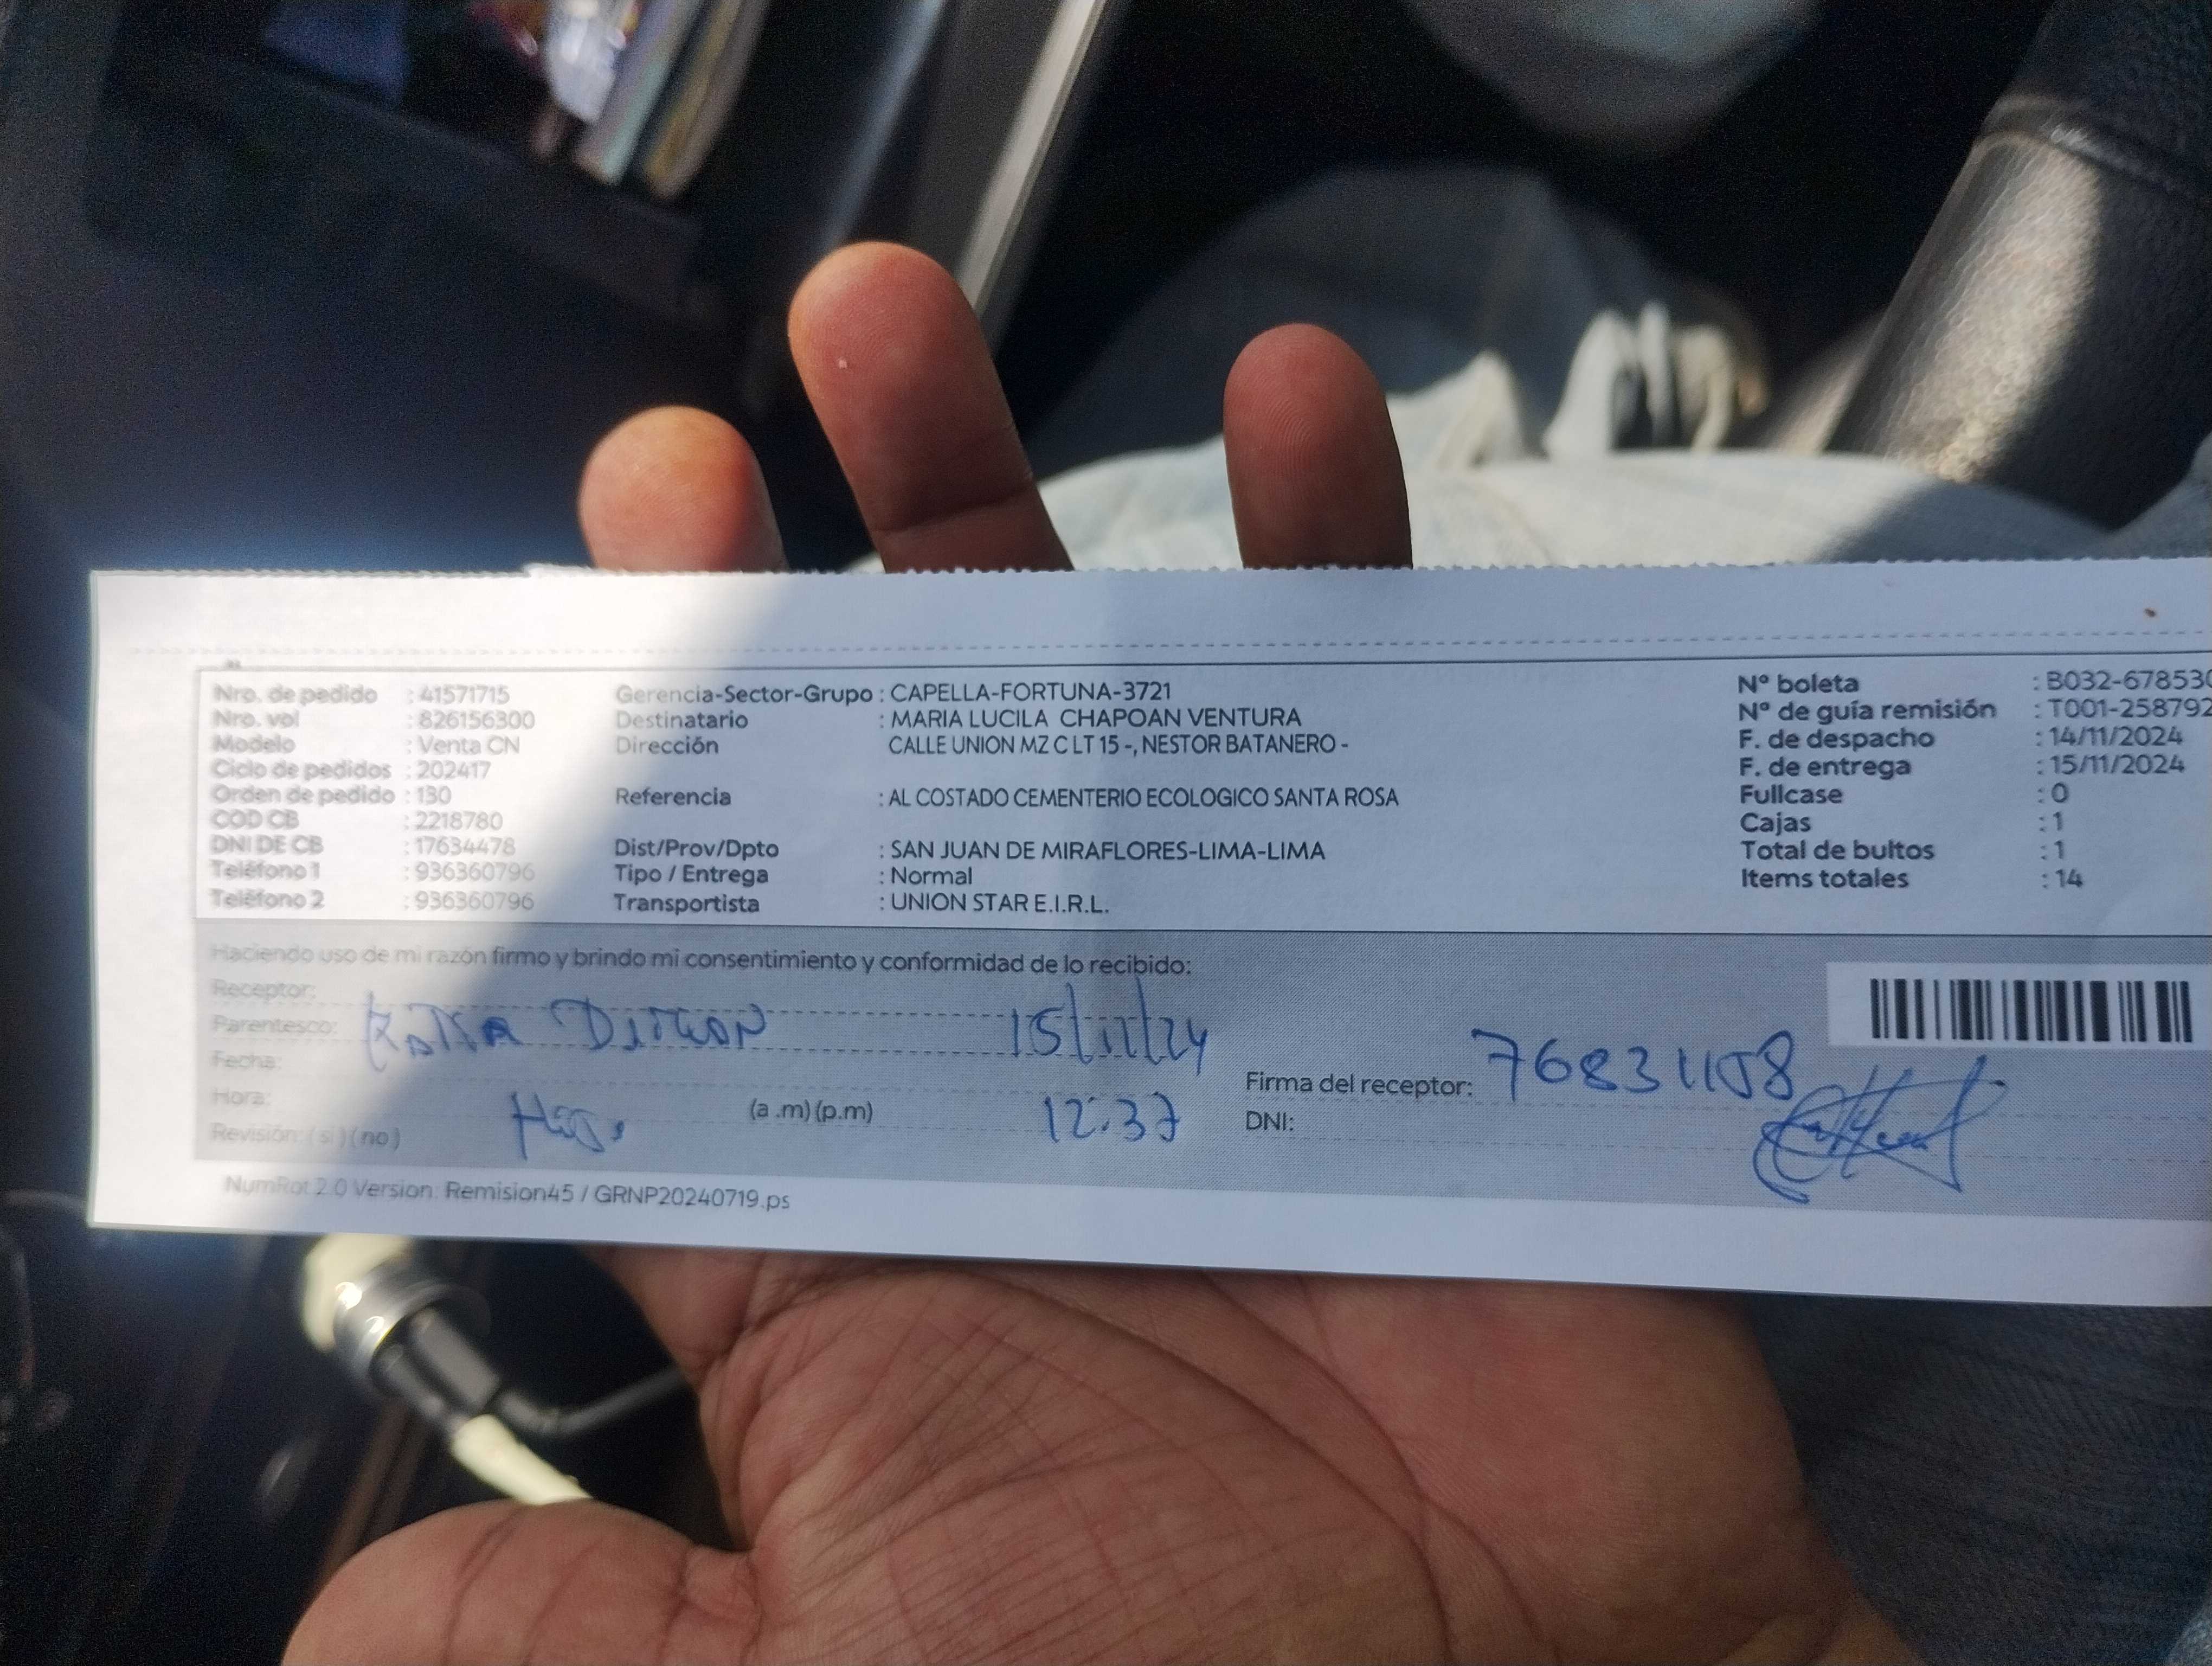 Nro. de pedido : 41571715
Nro. vol : 826156300
Modelo : Venta CN
Ciclo de pedidos : 202417
Orden de pedido : 130
COD CB : 2218780
DNI DE CB : 17634478
Teléfono 1 : 936360796
Teléfono 2 : 936360796
Gerencia-Sector-Grupo : CAPELLA-FORTUNA-3721
Destinatario : MARIA LUCILA CHAPOAN VENTURA
Dirección CALLE UNION MZ C LT 15 -, NESTOR BATANERO -
Referencia : AL COSTADO CEMENTERIO ECOLOGICO SANTA ROSA
Dist/Prov/Dpto : SAN JUAN DE MIRAFLORES-LIMA-LIMA
Tipo / Entrega : Normal
Transportista : UNION STAR E.I.R.L.
Nº boleta : B032-678530
Nº de guía remisión : T001-258792
F. de despacho : 14/11/2024
F. de entrega : 15/11/2024
Fullcase : 0
Cajas : 1
Total de bultos : 1
Items totales : 14
Haciendo uso de mi razón firmo y brindo mi consentimiento y conformidad de lo recibido:
Receptor:
Parentesco: 15/11/24
Fecha:
Hora: (a .m) (p.m) 12:37
Revisión: (si) (no)
Firma del receptor: 76831158
DNI:
NumRot 2.0 Version: Remision45 / GRNP20240719.ps